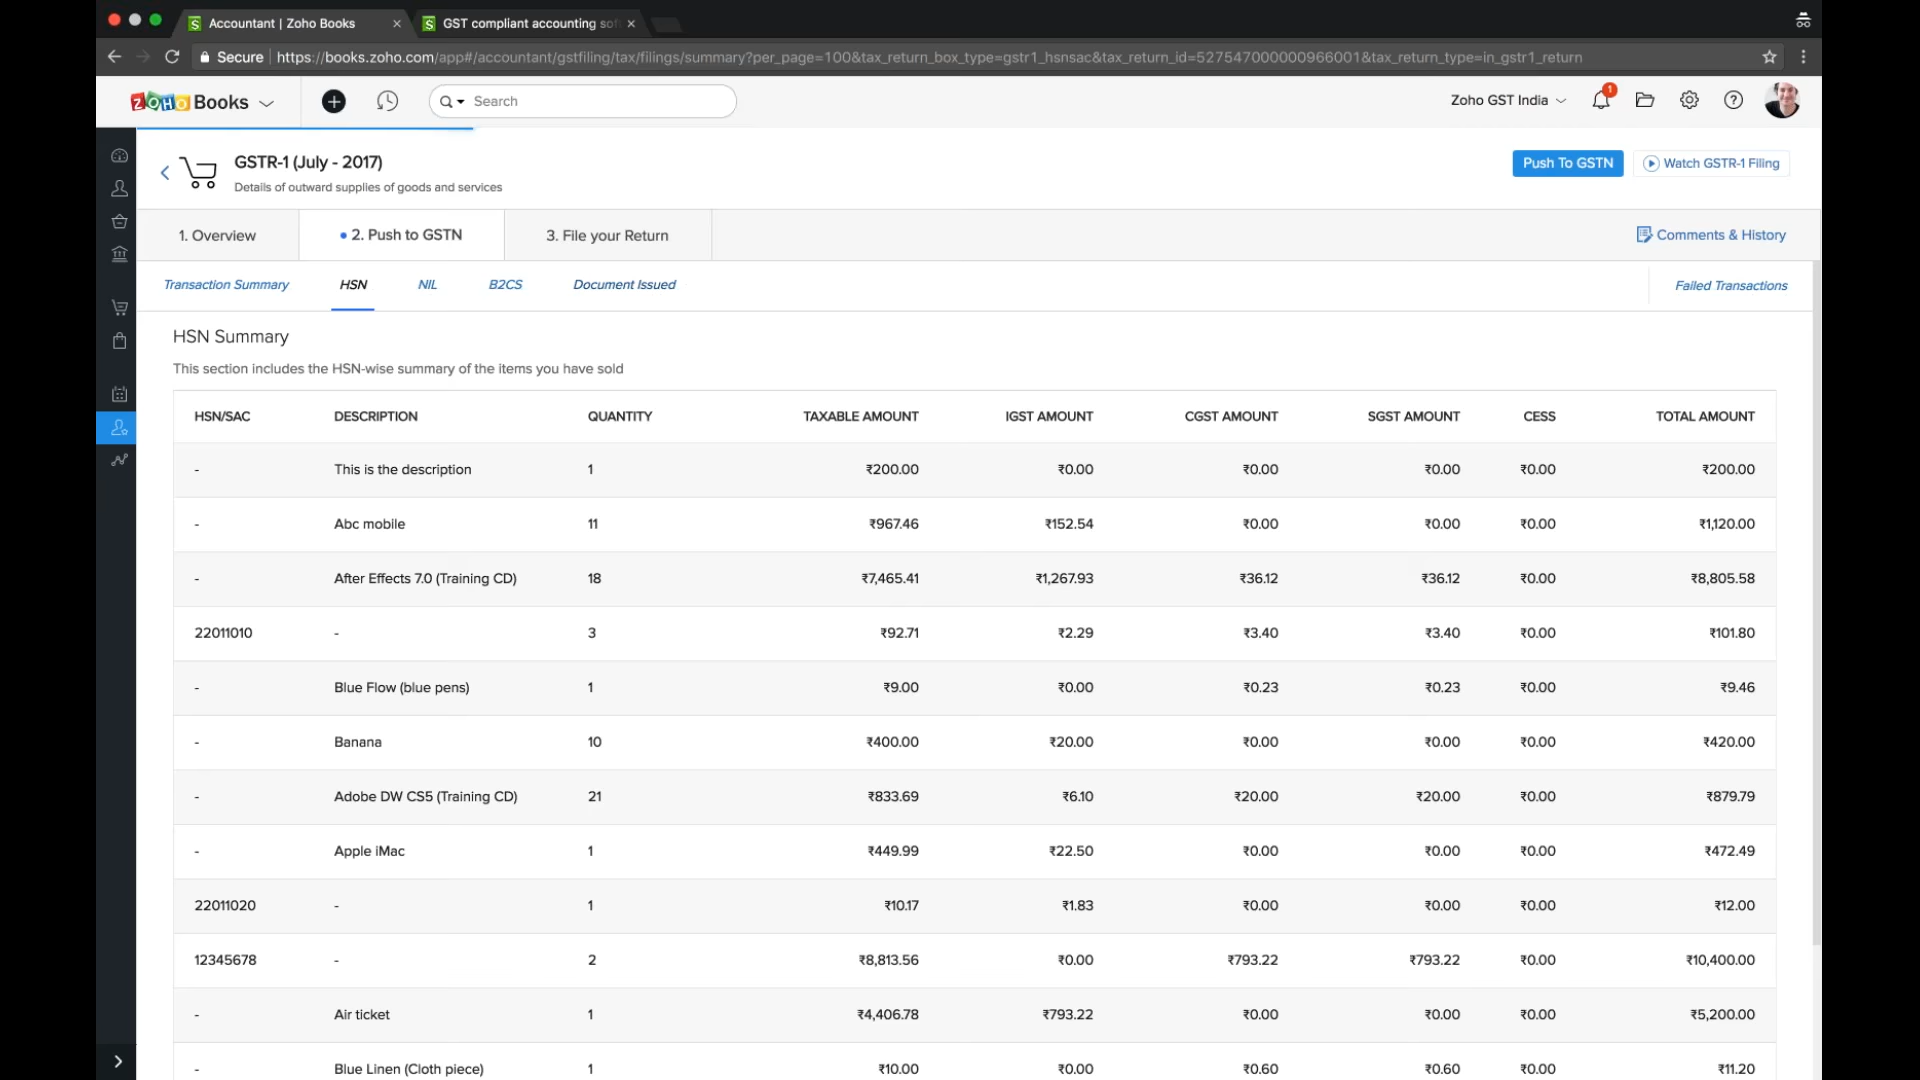 Accountant | Zoho Books
GST compliant accounting sof
Secure https://books.zoho.com/app#/accountant/gstfiling/tax/filings/summary?per_page=100&tax_return_box_type=gstr1_hsnsac&tax_return_id=527547000000966001&tax_return_type=in_gstr1_return
ZOHO Books Search Zoho GST India 1
GSTR-1 (July - 2017)
Details of outward supplies of goods and services
Push To GSTN Watch GSTR-1 Filing
1. Overview • 2. Push to GSTN 3. File your Return Comments & History
Transaction Summary HSN NIL B2CS Document Issued Failed Transactions
HSN Summary
This section includes the HSN-wise summary of the items you have sold
HSN/SAC DESCRIPTION QUANTITY TAXABLE AMOUNT IGST AMOUNT CGST AMOUNT SGST AMOUNT CESS TOTAL AMOUNT
- This is the description 1 ₹200.00 ₹0.00 ₹0.00 ₹0.00 ₹0.00 ₹200.00
- Abc mobile 11 ₹967.46 ₹152.54 ₹0.00 ₹0.00 ₹0.00 ₹1,120.00
- After Effects 7.0 (Training CD) 18 ₹7,465.41 ₹1,267.93 ₹36.12 ₹36.12 ₹0.00 ₹8,805.58
22011010 - 3 ₹92.71 ₹2.29 ₹3.40 ₹3.40 ₹0.00 ₹101.80
- Blue Flow (blue pens) 1 ₹9.00 ₹0.00 ₹0.23 ₹0.23 ₹0.00 ₹9.46
- Banana 10 ₹400.00 ₹20.00 ₹0.00 ₹0.00 ₹0.00 ₹420.00
- Adobe DW CS5 (Training CD) 21 ₹833.69 ₹6.10 ₹20.00 ₹20.00 ₹0.00 ₹879.79
- Apple iMac 1 ₹449.99 ₹22.50 ₹0.00 ₹0.00 ₹0.00 ₹472.49
22011020 - 1 ₹10.17 ₹1.83 ₹0.00 ₹0.00 ₹0.00 ₹12.00
12345678 - 2 ₹8,813.56 ₹0.00 ₹793.22 ₹793.22 ₹0.00 ₹10,400.00
- Air ticket 1 ₹4,406.78 ₹793.22 ₹0.00 ₹0.00 ₹0.00 ₹5,200.00
- Blue Linen (Cloth piece) 1 ₹10.00 ₹0.00 ₹0.60 ₹0.60 ₹0.00 ₹11.20